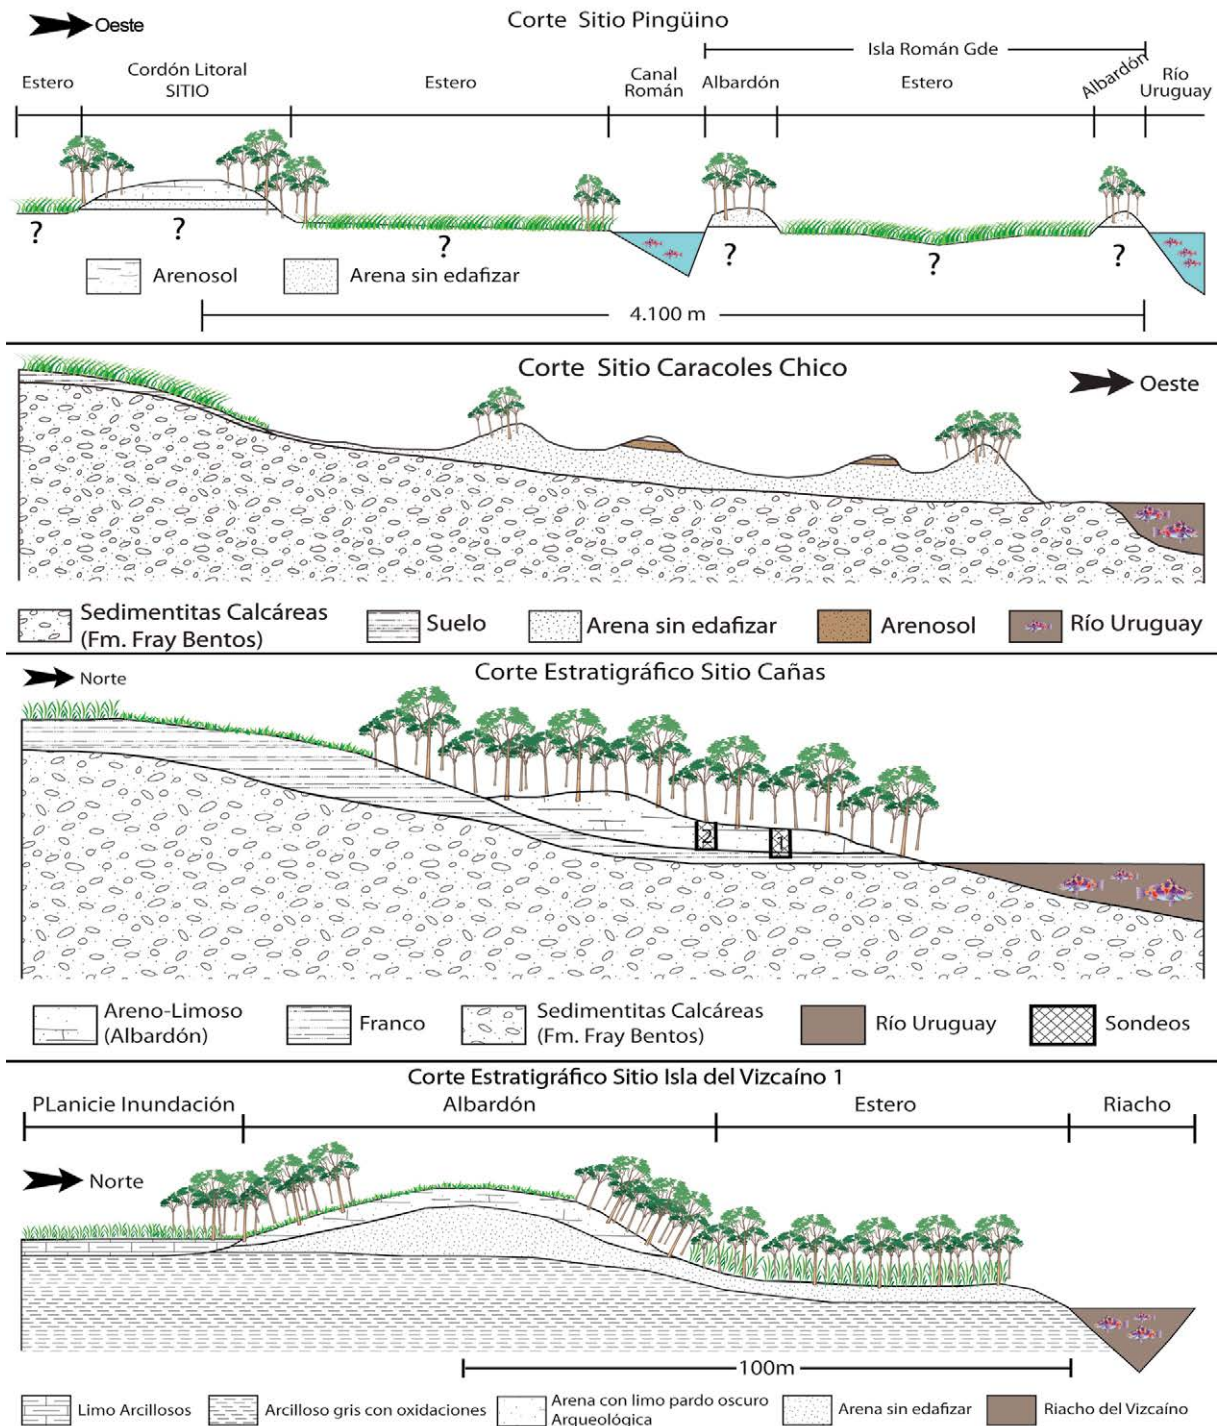 Corte Sitio Pingüino
Oeste
Isla Román Gde
Estero
Cordón Litoral
SITIO
Estero
Canal
Román
Albardón
Estero
Albardón
Río
Uruguay
?
?
?
?
?
?
Arenosol
Arena sin edafizar
4.100 m
Corte Sitio Caracoles Chico
Oeste
Sedimentitas Calcáreas
(Fm. Fray Bentos)
Suelo
Arena sin edafizar
Arenosol
Río Uruguay
Corte Estratigráfico Sitio Cañas
Norte
2
1
Areno-Limoso
(Albardón)
Franco
Sedimentitas Calcáreas
(Fm. Fray Bentos)
Río Uruguay
Sondeos
Corte Estratigráfico Sitio Isla del Vizcaíno 1
PLanicie Inundación
Albardón
Estero
Riacho
Norte
100m
Limo Arcillosos
Arcilloso gris con oxidaciones
Arena con limo pardo oscuro
Arqueológica
Arena sin edafizar
Riacho del Vizcaíno